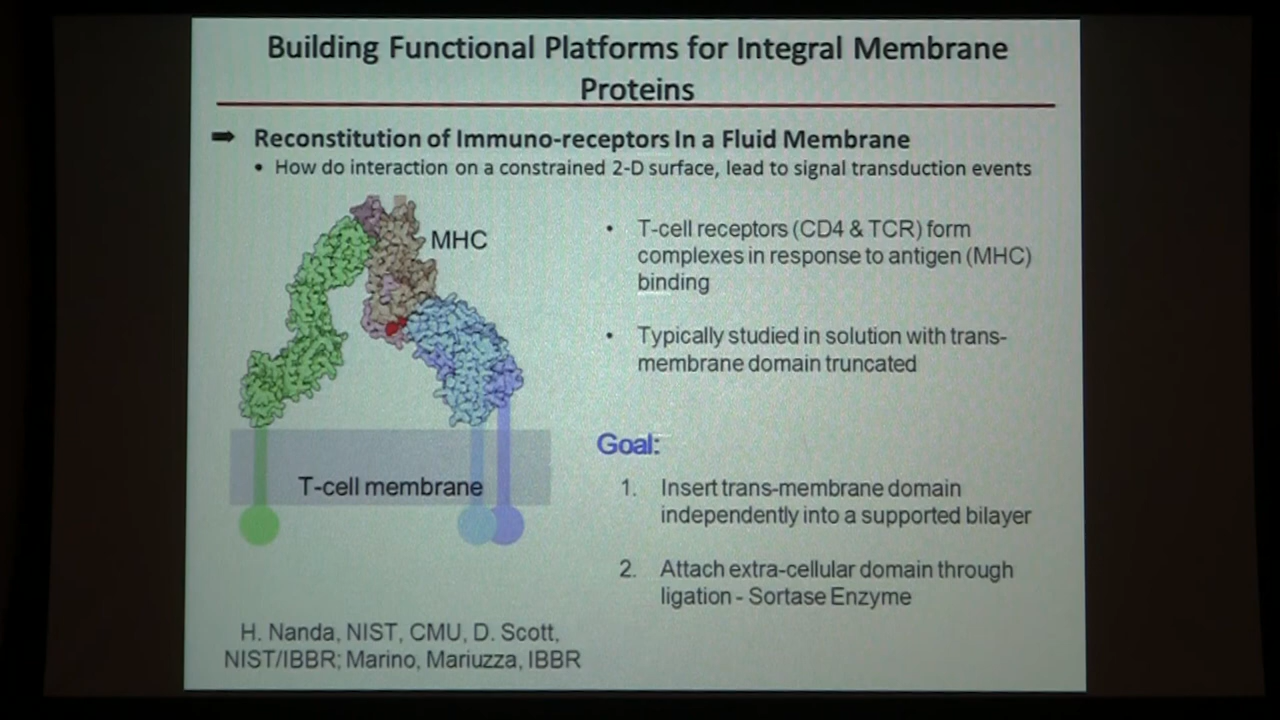 Building Functional Platforms for Integral Membrane
Proteins
➡ Reconstitution of Immuno-receptors In a Fluid Membrane
• How do interaction on a constrained 2-D surface, lead to signal transduction events
MHC
T-cell membrane
• T-cell receptors (CD4 & TCR) form
complexes in response to antigen (MHC)
binding
• Typically studied in solution with trans-
membrane domain truncated
Goal:
1. Insert trans-membrane domain
independently into a supported bilayer
2. Attach extra-cellular domain through
ligation - Sortase Enzyme
H. Nanda, NIST, CMU, D. Scott,
NIST/IBBR; Marino, Mariuzza, IBBR